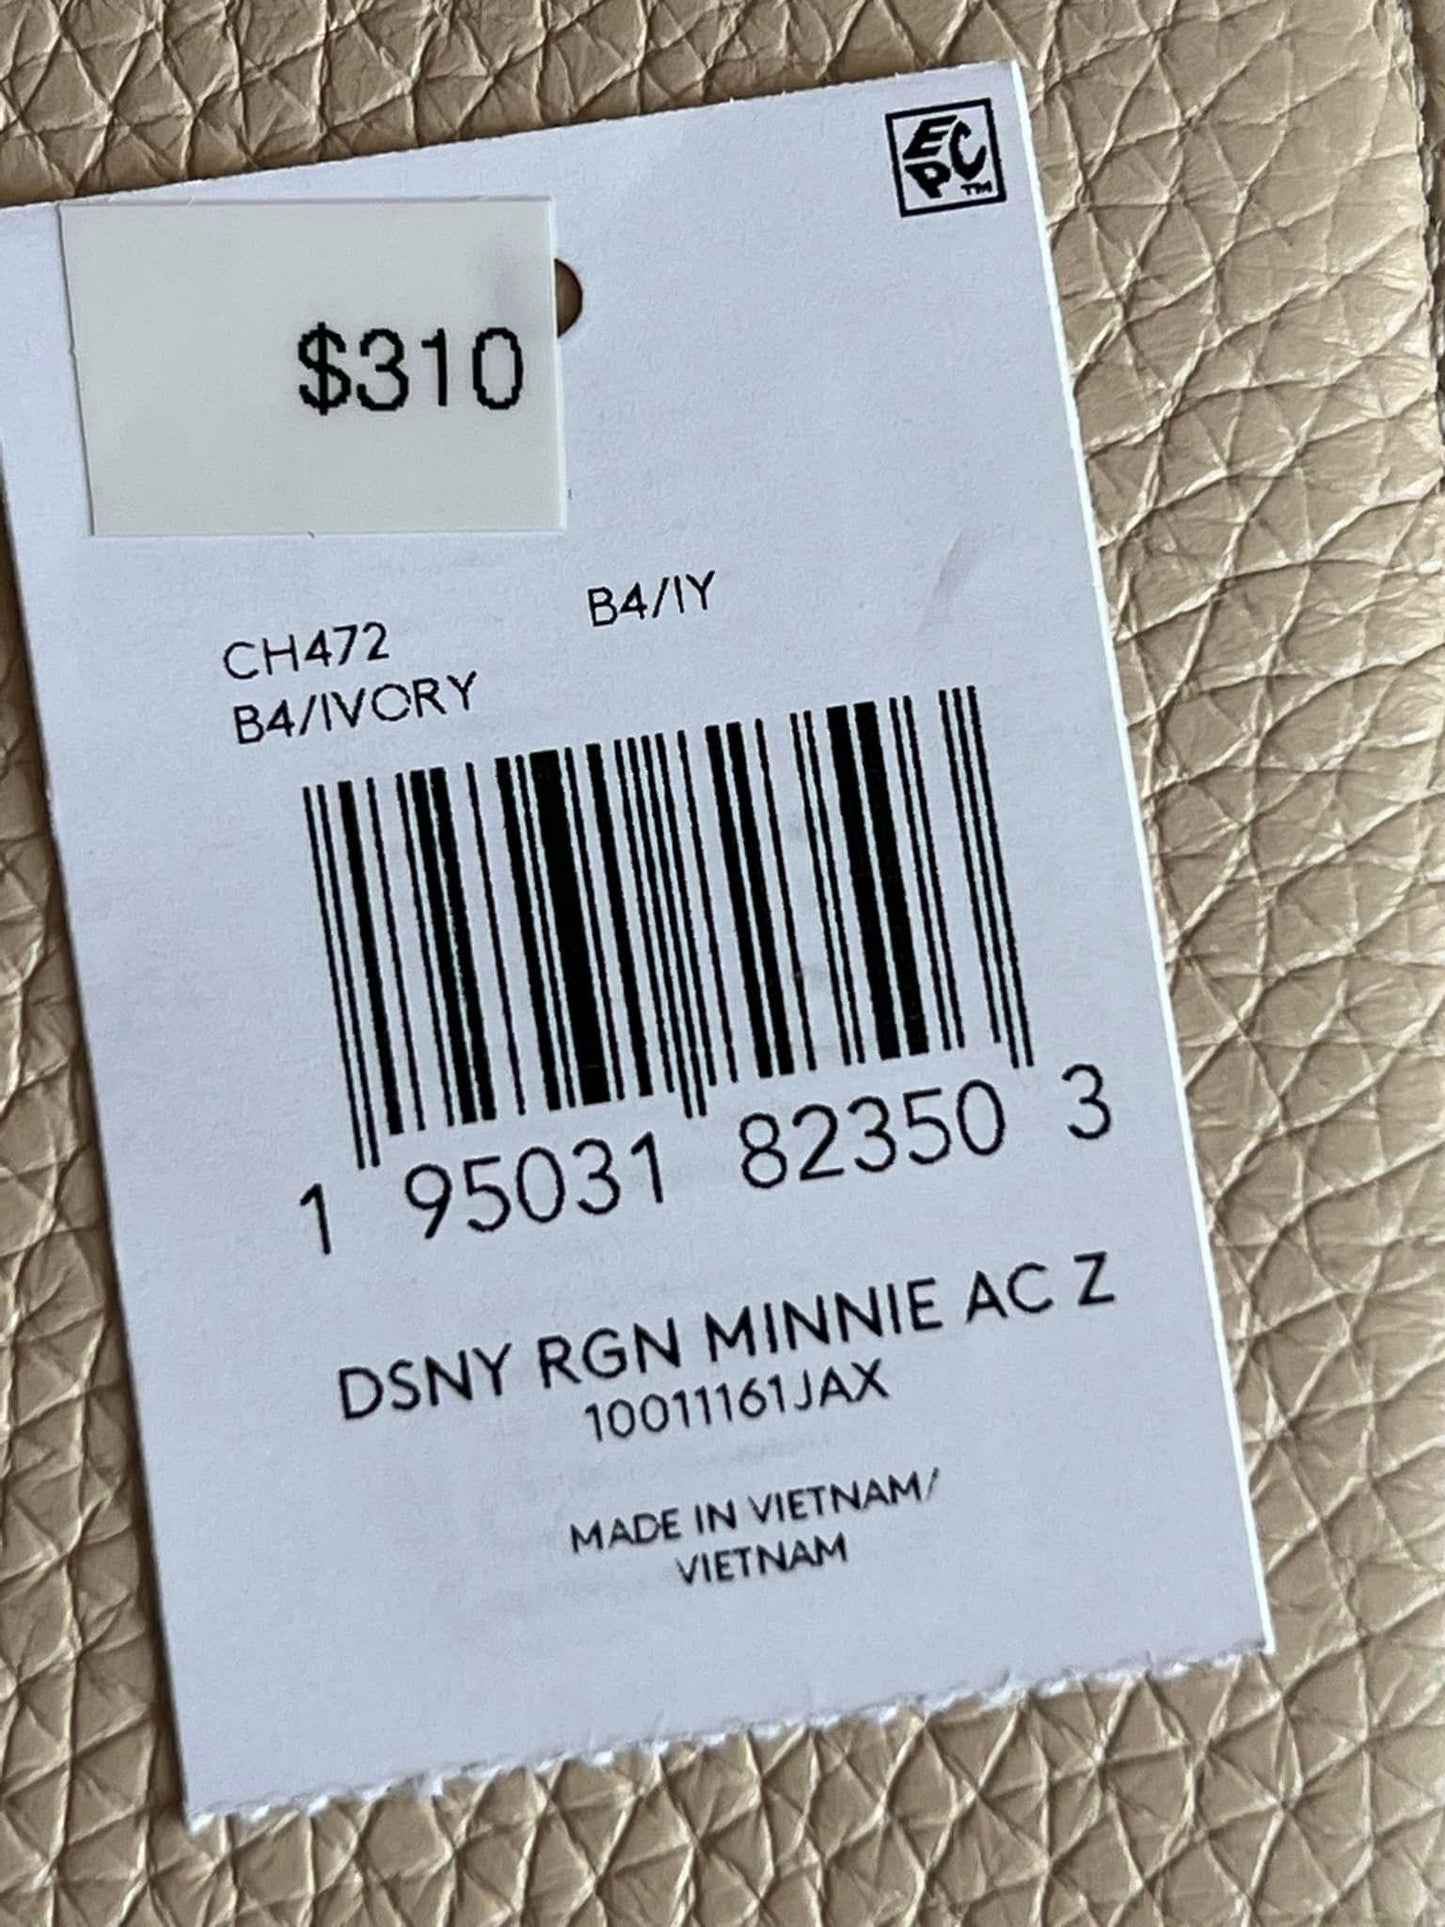 EPC™
$310
B4/IY
CH472
B4/IVORY
1 95031 82350 3
DSNY RGN MINNIE AC Z
10011161JAX
MADE IN VIETNAM/
VIETNAM